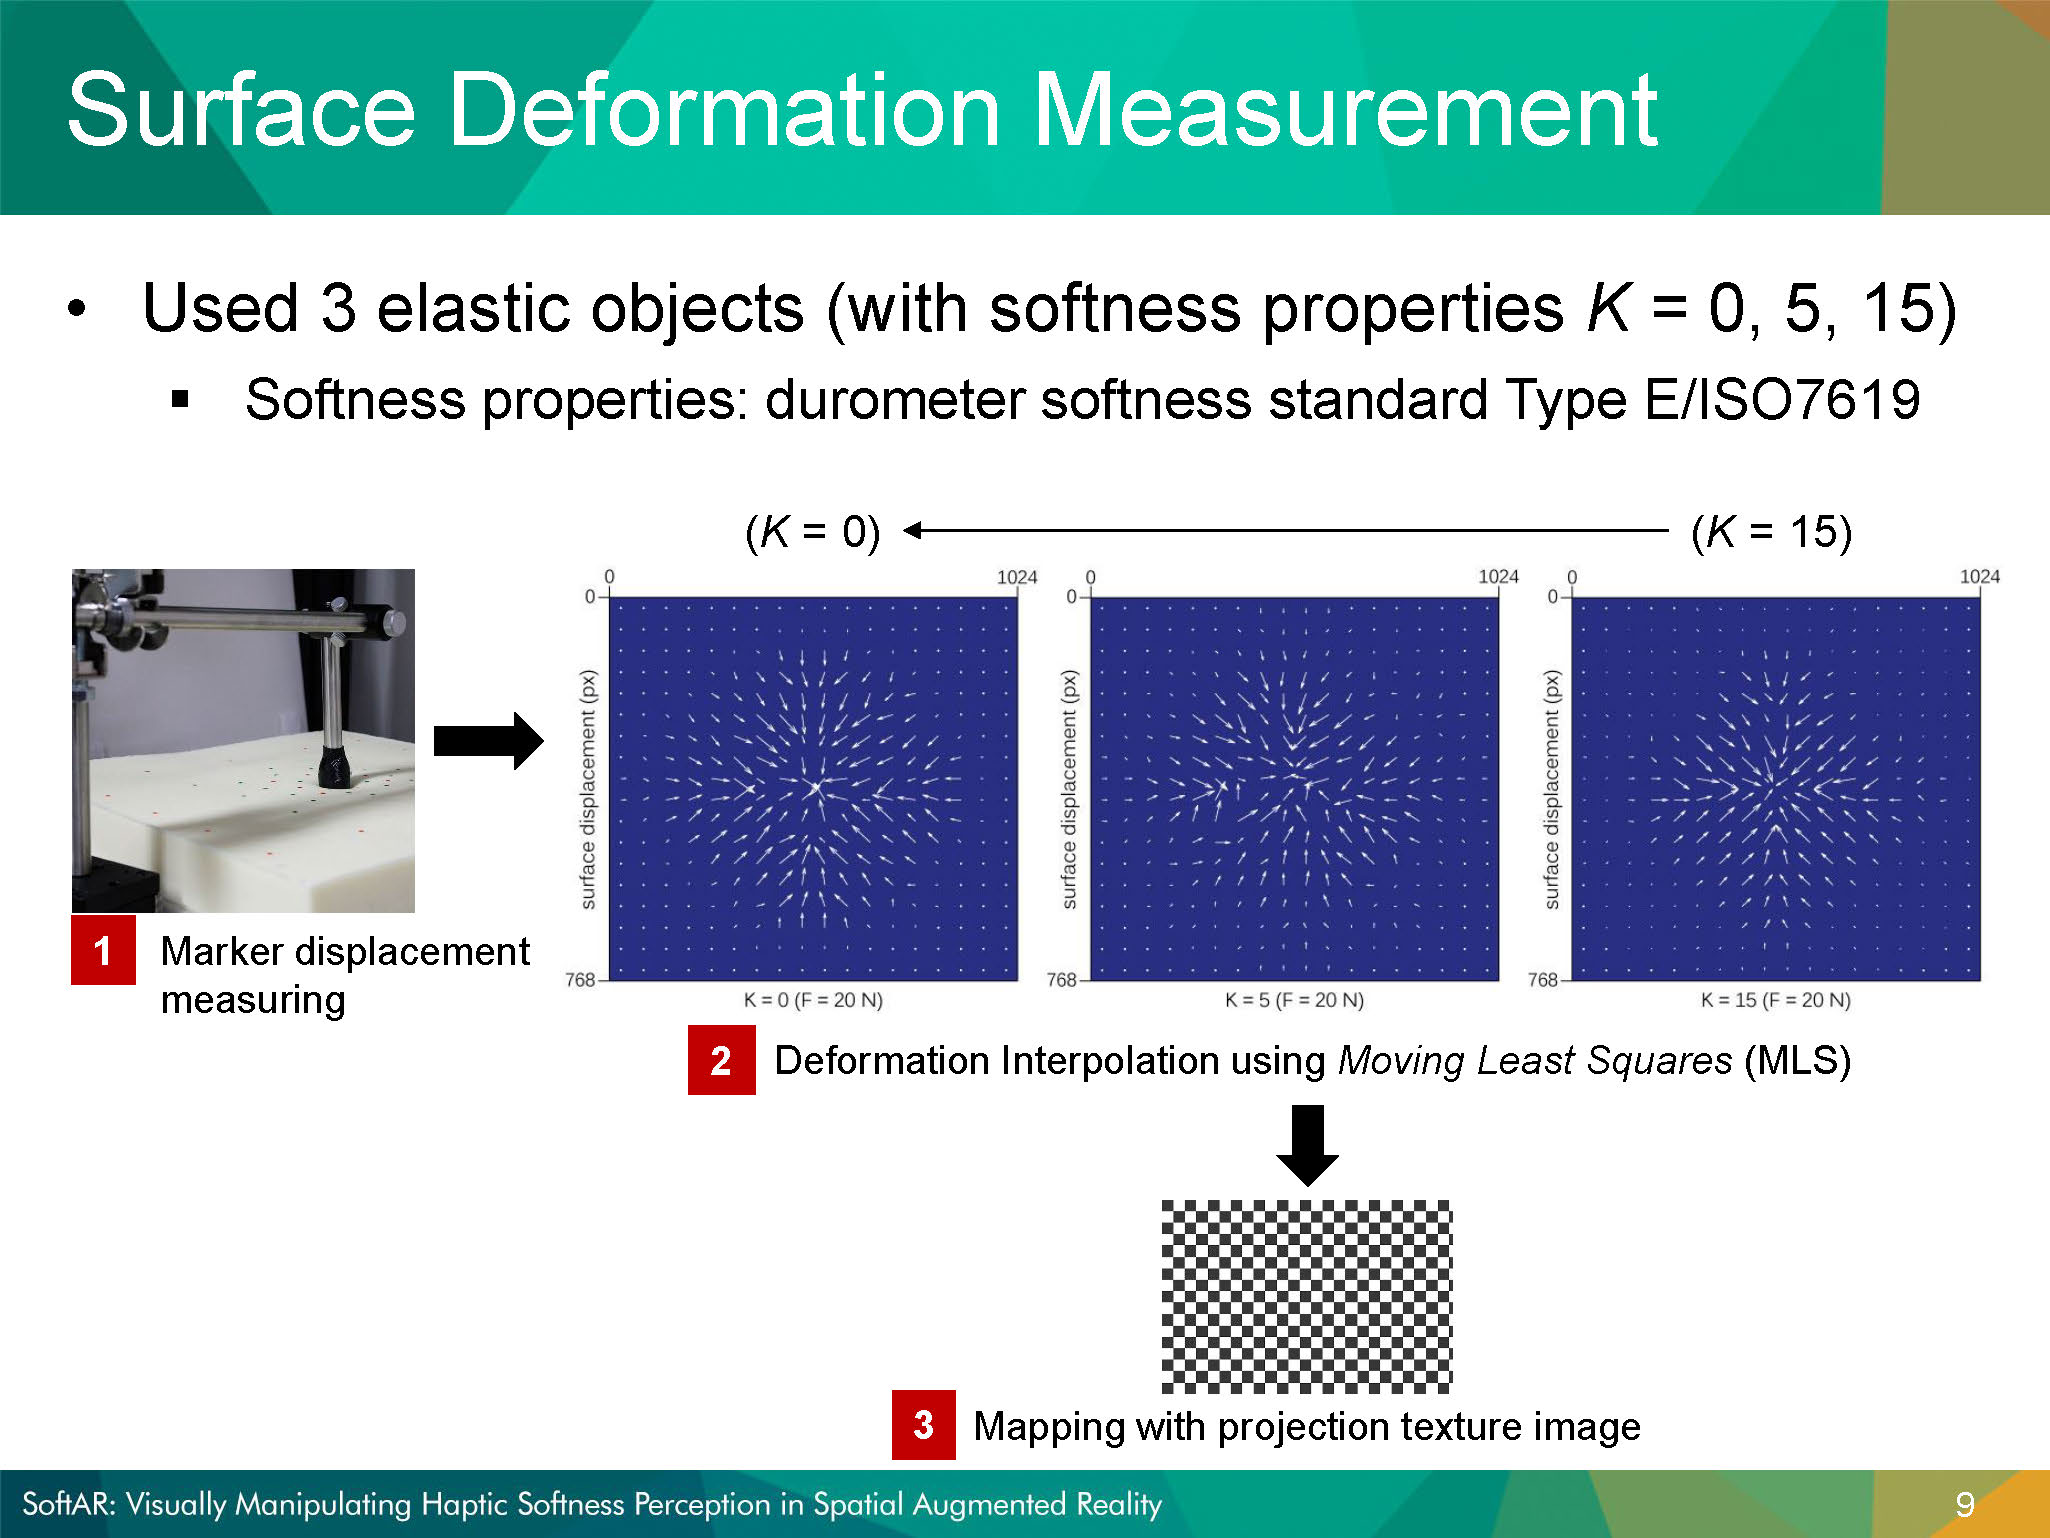 Surface Deformation Measurement
• Used 3 elastic objects (with softness properties K = 0, 5, 15)
▪ Softness properties: durometer softness standard Type E/ISO7619
(K = 0) (K = 15)
0 1024 0 1024 0 1024
0 0 0
surface displacement (px)
surface displacement (px)
surface displacement (px)
768 768 768
K = 0 (F = 20 N) K = 5 (F = 20 N) K = 15 (F = 20 N)
1 Marker displacement
measuring
2 Deformation Interpolation using Moving Least Squares (MLS)
3 Mapping with projection texture image
SoftAR: Visually Manipulating Haptic Softness Perception in Spatial Augmented Reality 9